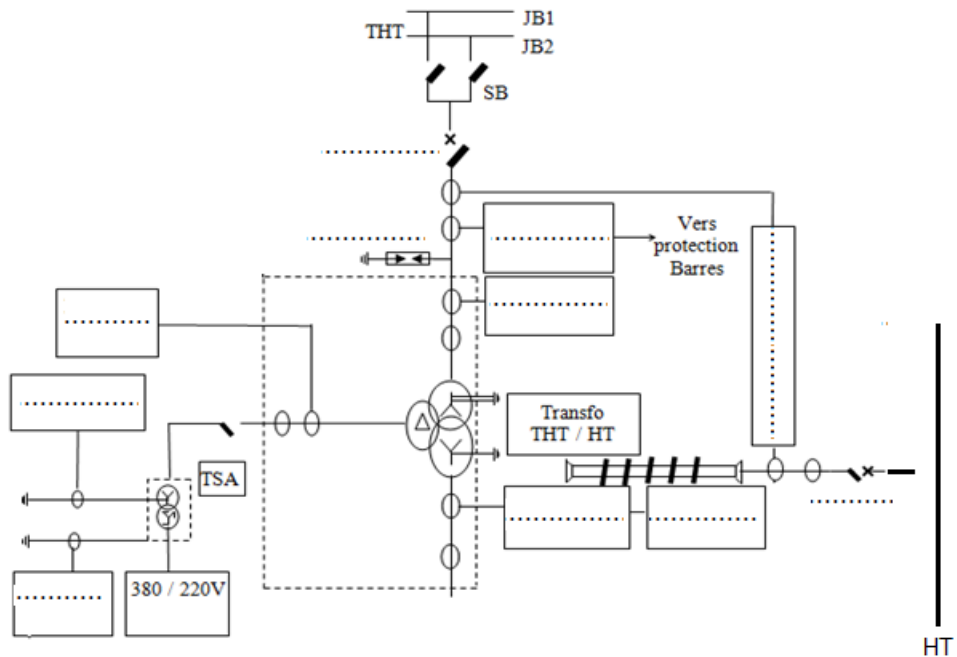 JB1
THT
JB2
SB
Vers
protection
Barres
Transfo
THT / HT
TSA
380 / 220V
HT